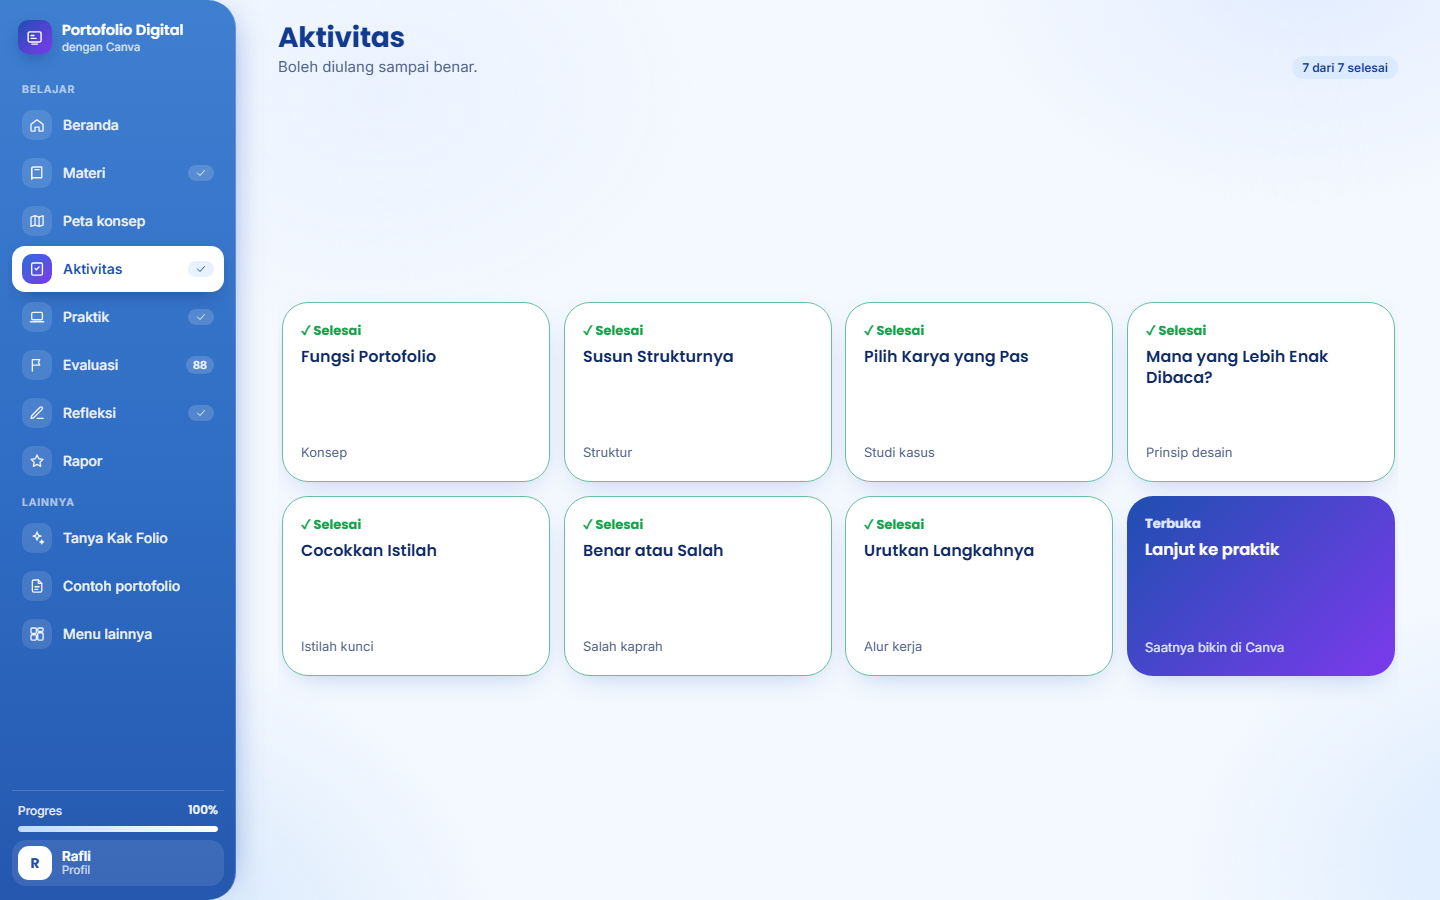 Portofolio Digital
dengan Canva
BELAJAR
Beranda
Materi
Peta konsep
Aktivitas
Praktik
Evaluasi
88
Refleksi
Rapor
LAINNYA
Tanya Kak Folio
Contoh portofolio
Menu lainnya
Progres
100%
R
Rafli
Profil
Aktivitas
Boleh diulang sampai benar.
7 dari 7 selesai
✓ Selesai
Fungsi Portofolio
Konsep
✓ Selesai
Susun Strukturnya
Struktur
✓ Selesai
Pilih Karya yang Pas
Studi kasus
✓ Selesai
Mana yang Lebih Enak
Dibaca?
Prinsip desain
✓ Selesai
Cocokkan Istilah
Istilah kunci
✓ Selesai
Benar atau Salah
Salah kaprah
✓ Selesai
Urutkan Langkahnya
Alur kerja
Terbuka
Lanjut ke praktik
Saatnya bikin di Canva